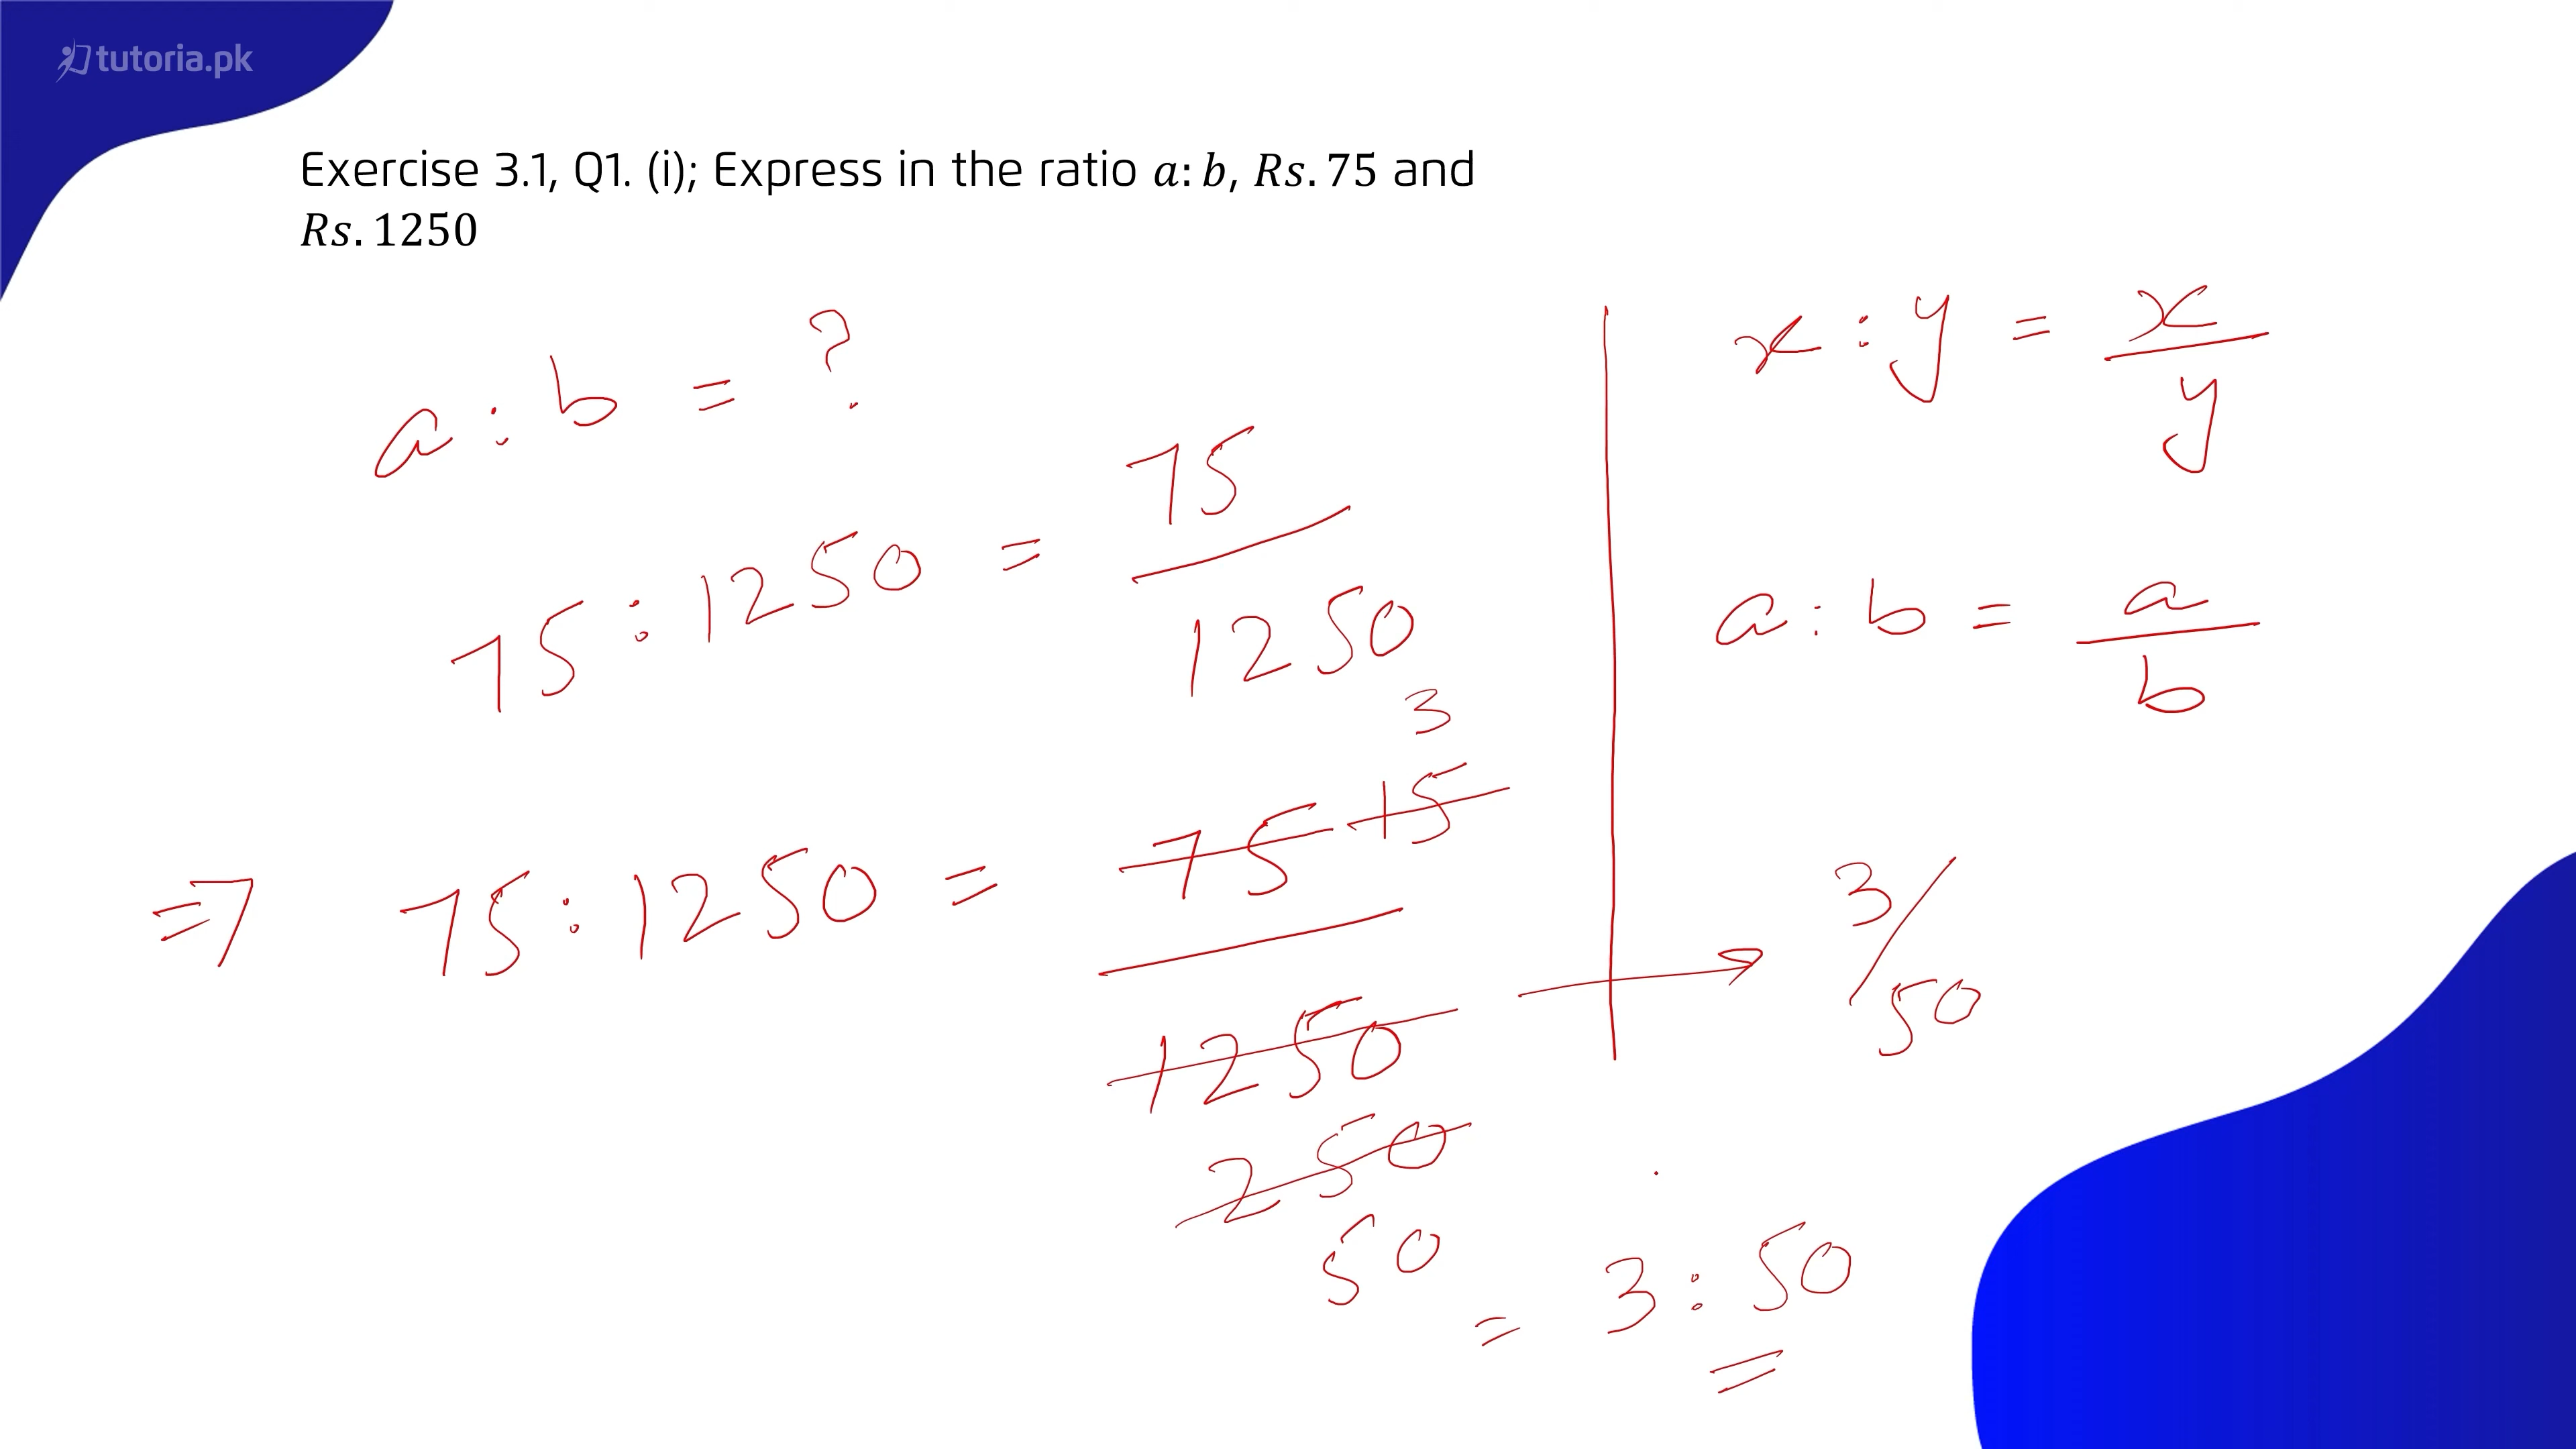 tutoria.pk
Exercise 3.1, Q1. (i); Express in the ratio a: b, Rs. 75 and
Rs. 1250
a : b = ?
75 : 1250 = 75/1250
⇒ 75 : 1250 = 75 15 3
1250
250
50
= 3 : 50
x : y = x/y
a : b = a/b
→ 3/50